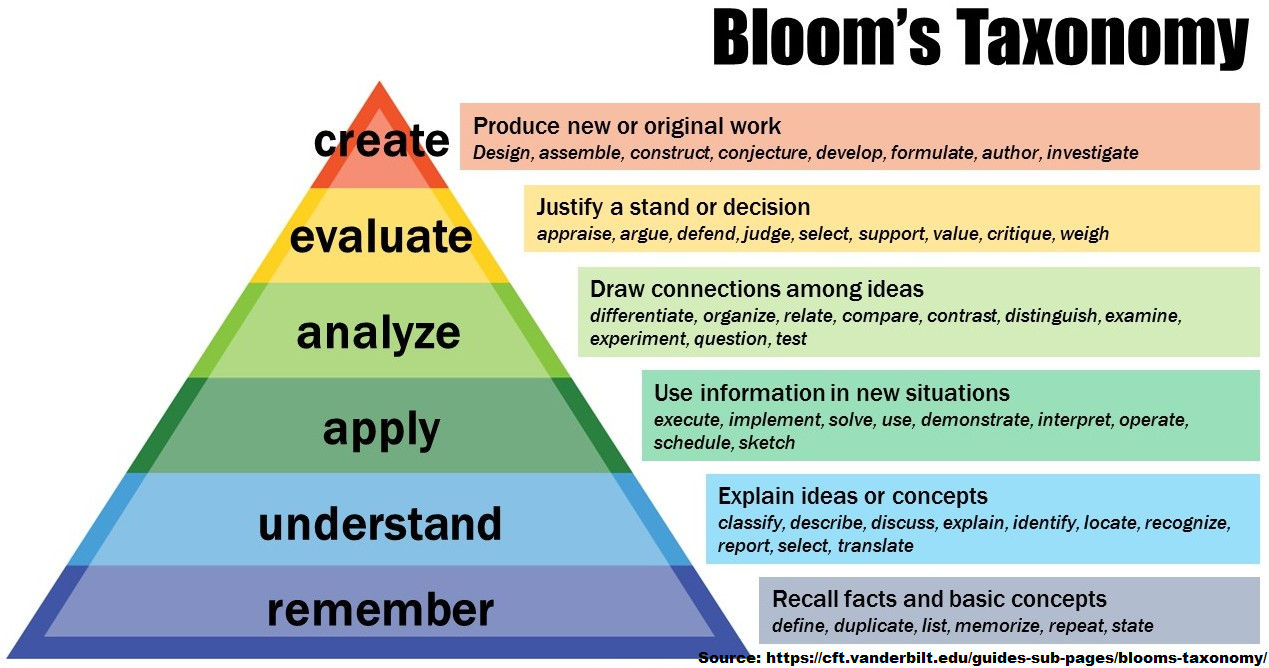 Bloom's Taxonomy
create
Produce new or original work
Design, assemble, construct, conjecture, develop, formulate, author, investigate
evaluate
Justify a stand or decision
appraise, argue, defend, judge, select, support, value, critique, weigh
analyze
Draw connections among ideas
differentiate, organize, relate, compare, contrast, distinguish, examine,
experiment, question, test
apply
Use information in new situations
execute, implement, solve, use, demonstrate, interpret, operate,
schedule, sketch
understand
Explain ideas or concepts
classify, describe, discuss, explain, identify, locate, recognize,
report, select, translate
remember
Recall facts and basic concepts
define, duplicate, list, memorize, repeat, state
Source: https://cft.vanderbilt.edu/guides-sub-pages/blooms-taxonomy/